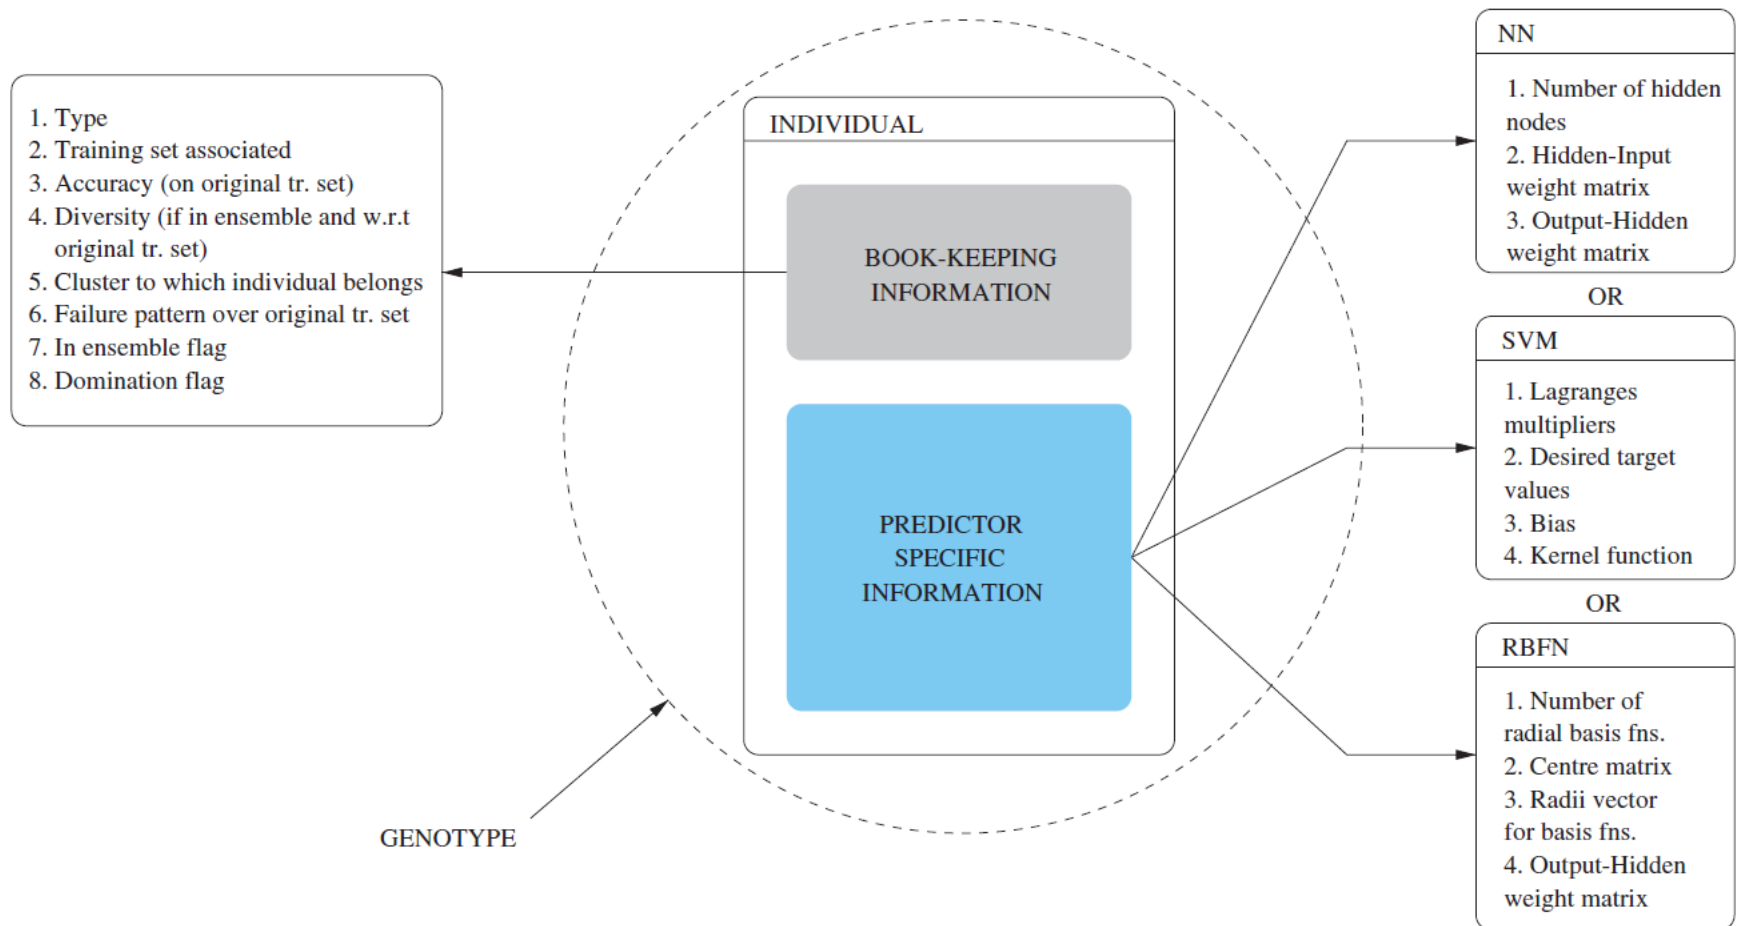 1. Type
2. Training set associated
3. Accuracy (on original tr. set)
4. Diversity (if in ensemble and w.r.t
original tr. set)
5. Cluster to which individual belongs
6. Failure pattern over original tr. set
7. In ensemble flag
8. Domination flag
INDIVIDUAL
BOOK-KEEPING
INFORMATION
PREDICTOR
SPECIFIC
INFORMATION
GENOTYPE
NN
1. Number of hidden
nodes
2. Hidden-Input
weight matrix
3. Output-Hidden
weight matrix
OR
SVM
1. Lagranges
multipliers
2. Desired target
values
3. Bias
4. Kernel function
OR
RBFN
1. Number of
radial basis fns.
2. Centre matrix
3. Radii vector
for basis fns.
4. Output-Hidden
weight matrix